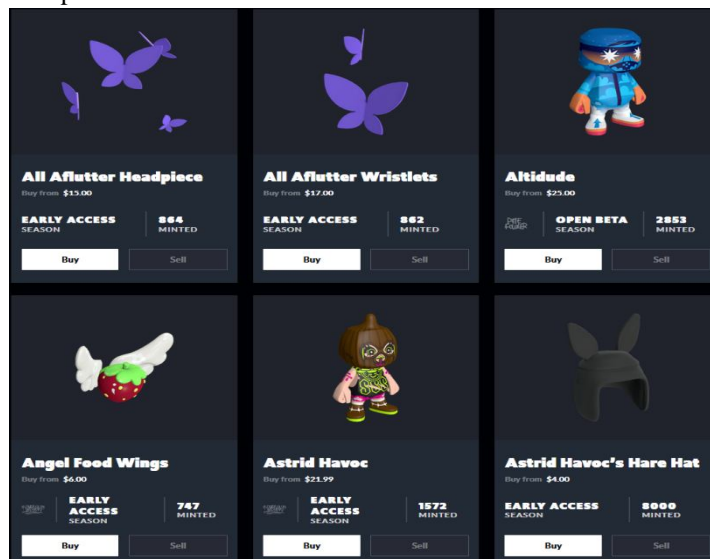 All Aflutter Headpiece
Buy from $15.00
EARLY ACCESS
SEASON
864
MINTED
Buy
Sell
All Aflutter Wristlets
Buy from $17.00
EARLY ACCESS
SEASON
862
MINTED
Buy
Sell
Altidude
Buy from $25.00
OPEN BETA
SEASON
2853
MINTED
Buy
Sell
Angel Food Wings
Buy from $6.00
EARLY
ACCESS
SEASON
747
MINTED
Buy
Sell
Astrid Havoc
Buy from $21.99
EARLY
ACCESS
SEASON
1572
MINTED
Buy
Sell
Astrid Havoc's Hare Hat
Buy from $4.00
EARLY ACCESS
SEASON
8000
MINTED
Buy
Sell